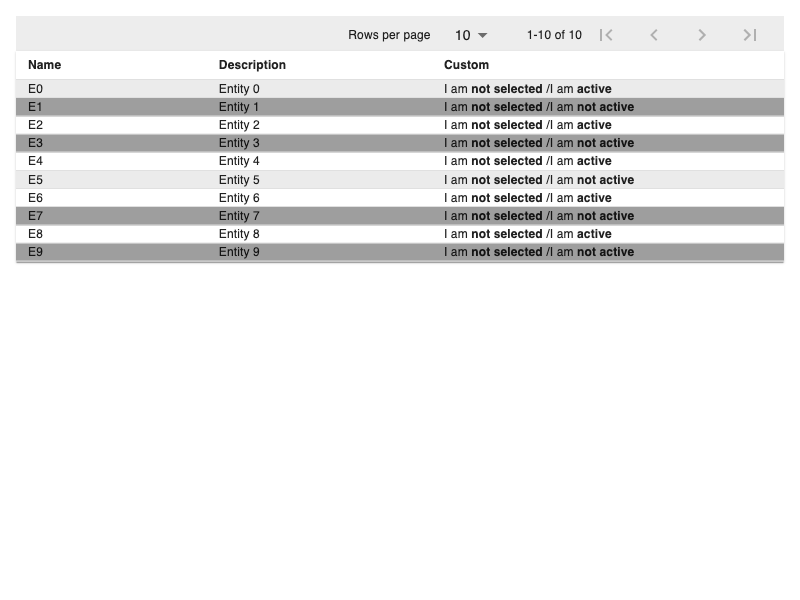 Rows per page 10 1-10 of 10
Name Description Custom
E0 Entity 0 I am not selected /I am active
E1 Entity 1 I am not selected /I am not active
E2 Entity 2 I am not selected /I am active
E3 Entity 3 I am not selected /I am not active
E4 Entity 4 I am not selected /I am active
E5 Entity 5 I am not selected /I am not active
E6 Entity 6 I am not selected /I am active
E7 Entity 7 I am not selected /I am not active
E8 Entity 8 I am not selected /I am active
E9 Entity 9 I am not selected /I am not active